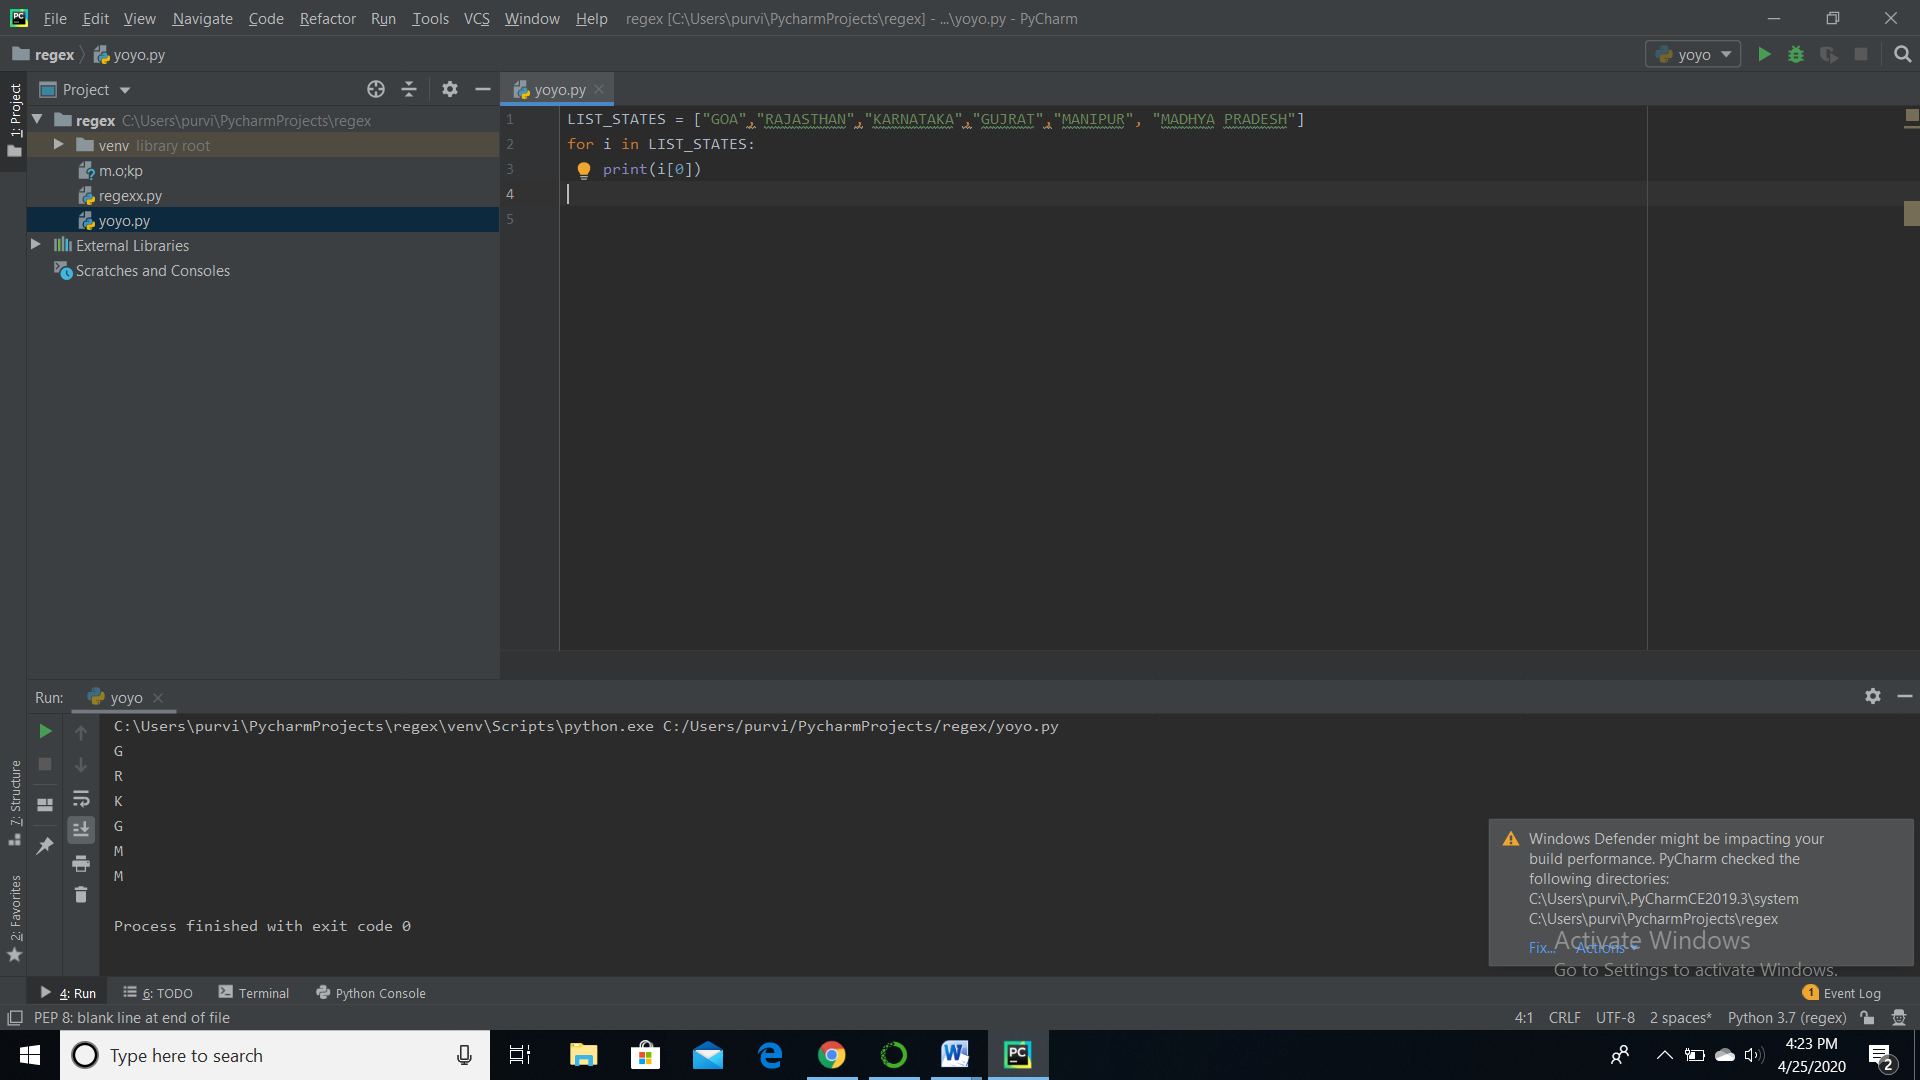 File Edit View Navigate Code Refactor Run Tools VCS Window Help regex [C:\Users\purvi\PycharmProjects\regex] - ...\yoyo.py - PyCharm
regex yoyo.py
yoyo
1: Project
Project
yoyo.py
regex C:\Users\purvi\PycharmProjects\regex
venv library root
m.o;kp
regexx.py
yoyo.py
External Libraries
Scratches and Consoles
1 LIST_STATES = ["GOA","RAJASTHAN","KARNATAKA","GUJRAT","MANIPUR", "MADHYA PRADESH"]
2 for i in LIST_STATES:
3 print(i[0])
4
5
Run: yoyo
C:\Users\purvi\PycharmProjects\regex\venv\Scripts\python.exe C:/Users/purvi/PycharmProjects/regex/yoyo.py
G
R
K
G
M
M
Process finished with exit code 0
7: Structure
2: Favorites
Windows Defender might be impacting your
build performance. PyCharm checked the
following directories:
C:\Users\purvi\.PyCharmCE2019.3\system
C:\Users\purvi\PycharmProjects\regex
Fix... Actions
Activate Windows
Go to Settings to activate Windows.
4: Run 6: TODO Terminal Python Console 1 Event Log
PEP 8: blank line at end of file 4:1 CRLF UTF-8 2 spaces* Python 3.7 (regex)
Type here to search
4:23 PM
4/25/2020
2